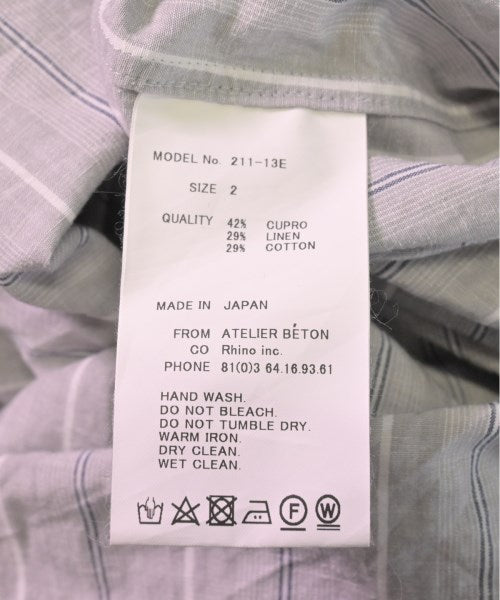 MODEL No. 211-13E
SIZE 2
QUALITY 42% CUPRO
29% LINEN
29% COTTON
MADE IN JAPAN
FROM ATELIER BÉTON
CO Rhino inc.
PHONE 81(0)3 64.16.93.61
HAND WASH.
DO NOT BLEACH.
DO NOT TUMBLE DRY.
WARM IRON.
DRY CLEAN.
WET CLEAN.
F W